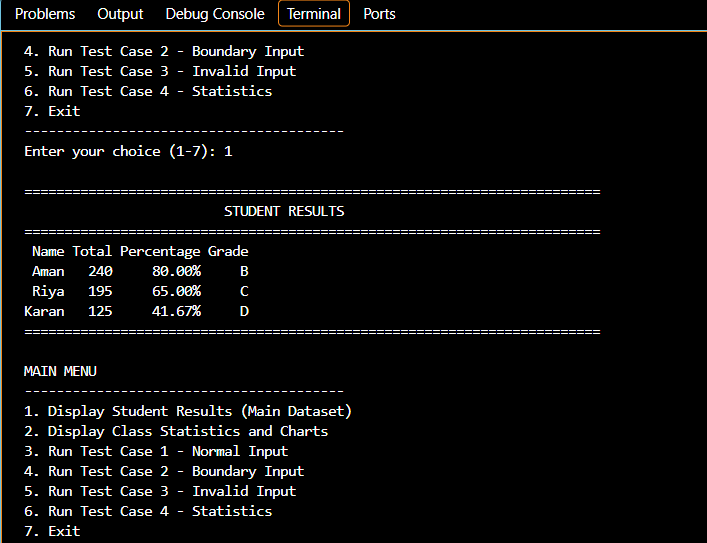 Problems Output Debug Console Terminal Ports
4. Run Test Case 2 - Boundary Input
5. Run Test Case 3 - Invalid Input
6. Run Test Case 4 - Statistics
7. Exit
----------------------------------------
Enter your choice (1-7): 1
========================================================================
STUDENT RESULTS
========================================================================
Name Total Percentage Grade
Aman 240 80.00% B
Riya 195 65.00% C
Karan 125 41.67% D
========================================================================
MAIN MENU
----------------------------------------
1. Display Student Results (Main Dataset)
2. Display Class Statistics and Charts
3. Run Test Case 1 - Normal Input
4. Run Test Case 2 - Boundary Input
5. Run Test Case 3 - Invalid Input
6. Run Test Case 4 - Statistics
7. Exit